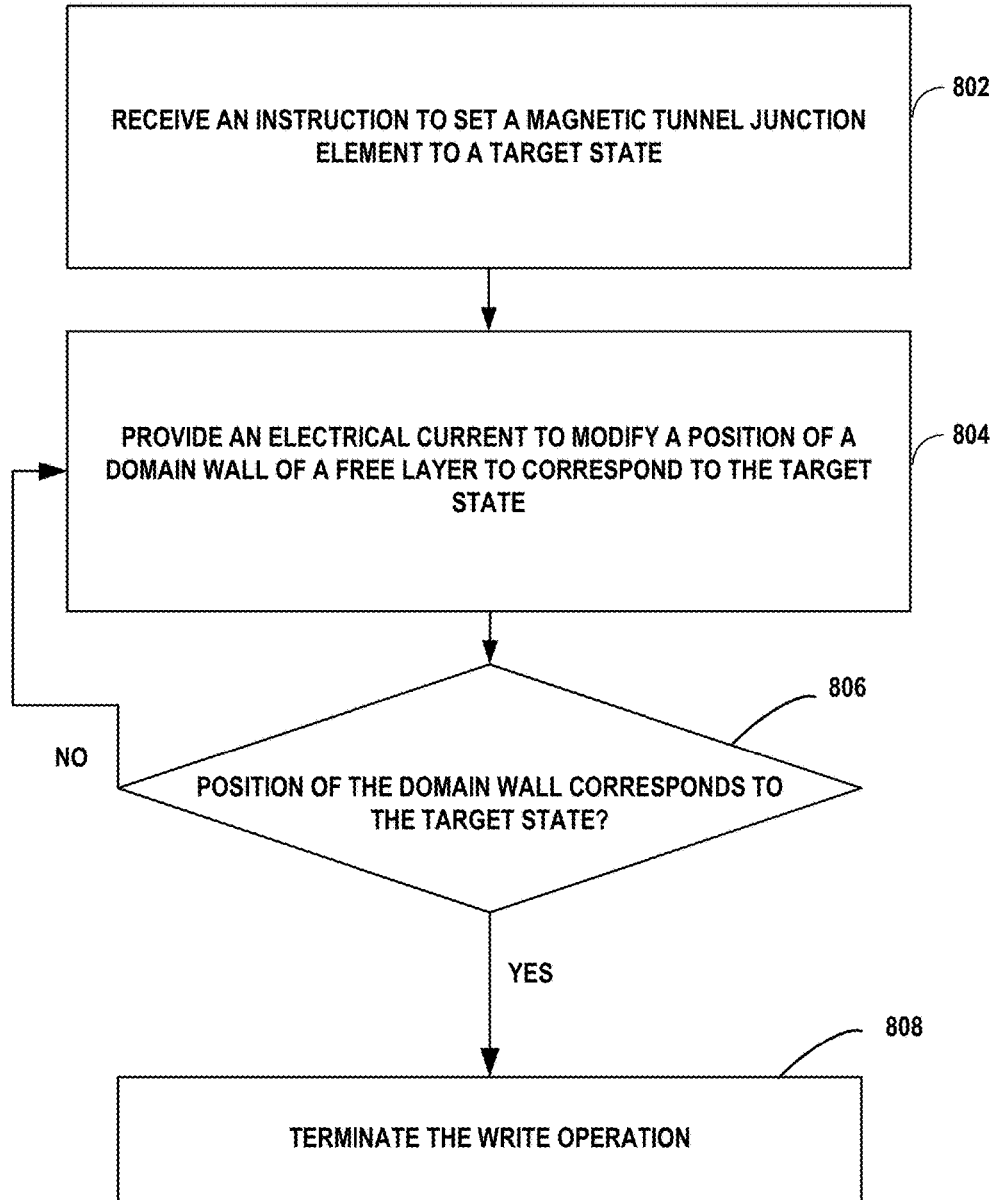 802
RECEIVE AN INSTRUCTION TO SET A MAGNETIC TUNNEL JUNCTION
ELEMENT TO A TARGET STATE
804
PROVIDE AN ELECTRICAL CURRENT TO MODIFY A POSITION OF A
DOMAIN WALL OF A FREE LAYER TO CORRESPOND TO THE TARGET
STATE
806
NO
POSITION OF THE DOMAIN WALL CORRESPONDS TO
THE TARGET STATE?
YES
808
TERMINATE THE WRITE OPERATION